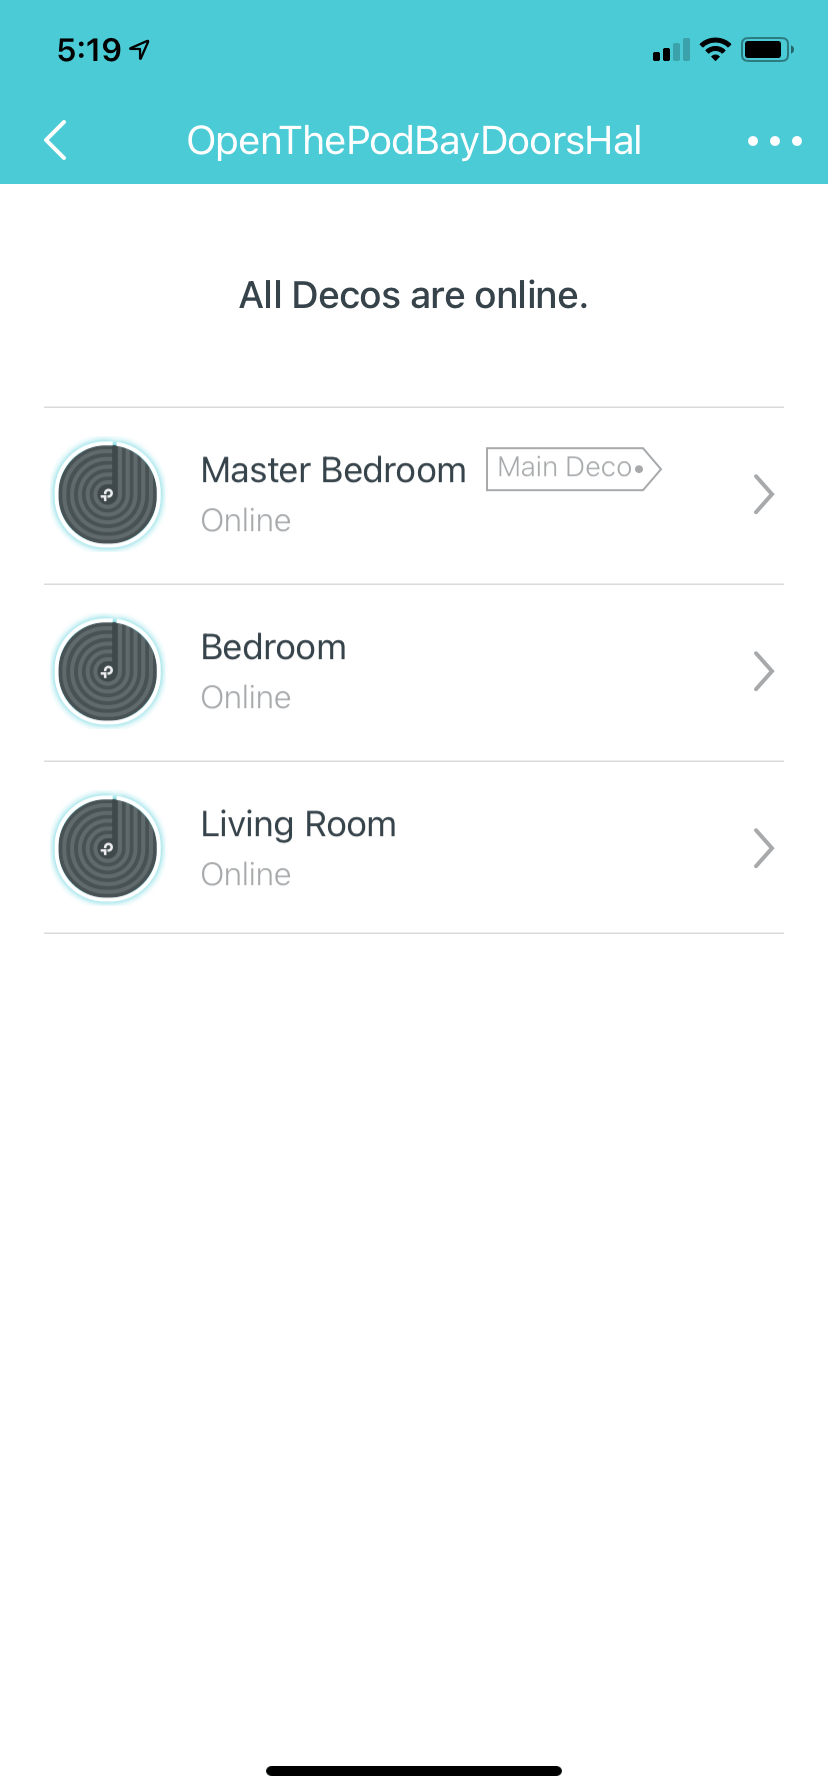 5:19
OpenThePodBayDoorsHal
All Decos are online.
Master Bedroom Main Deco
Online
Bedroom
Online
Living Room
Online